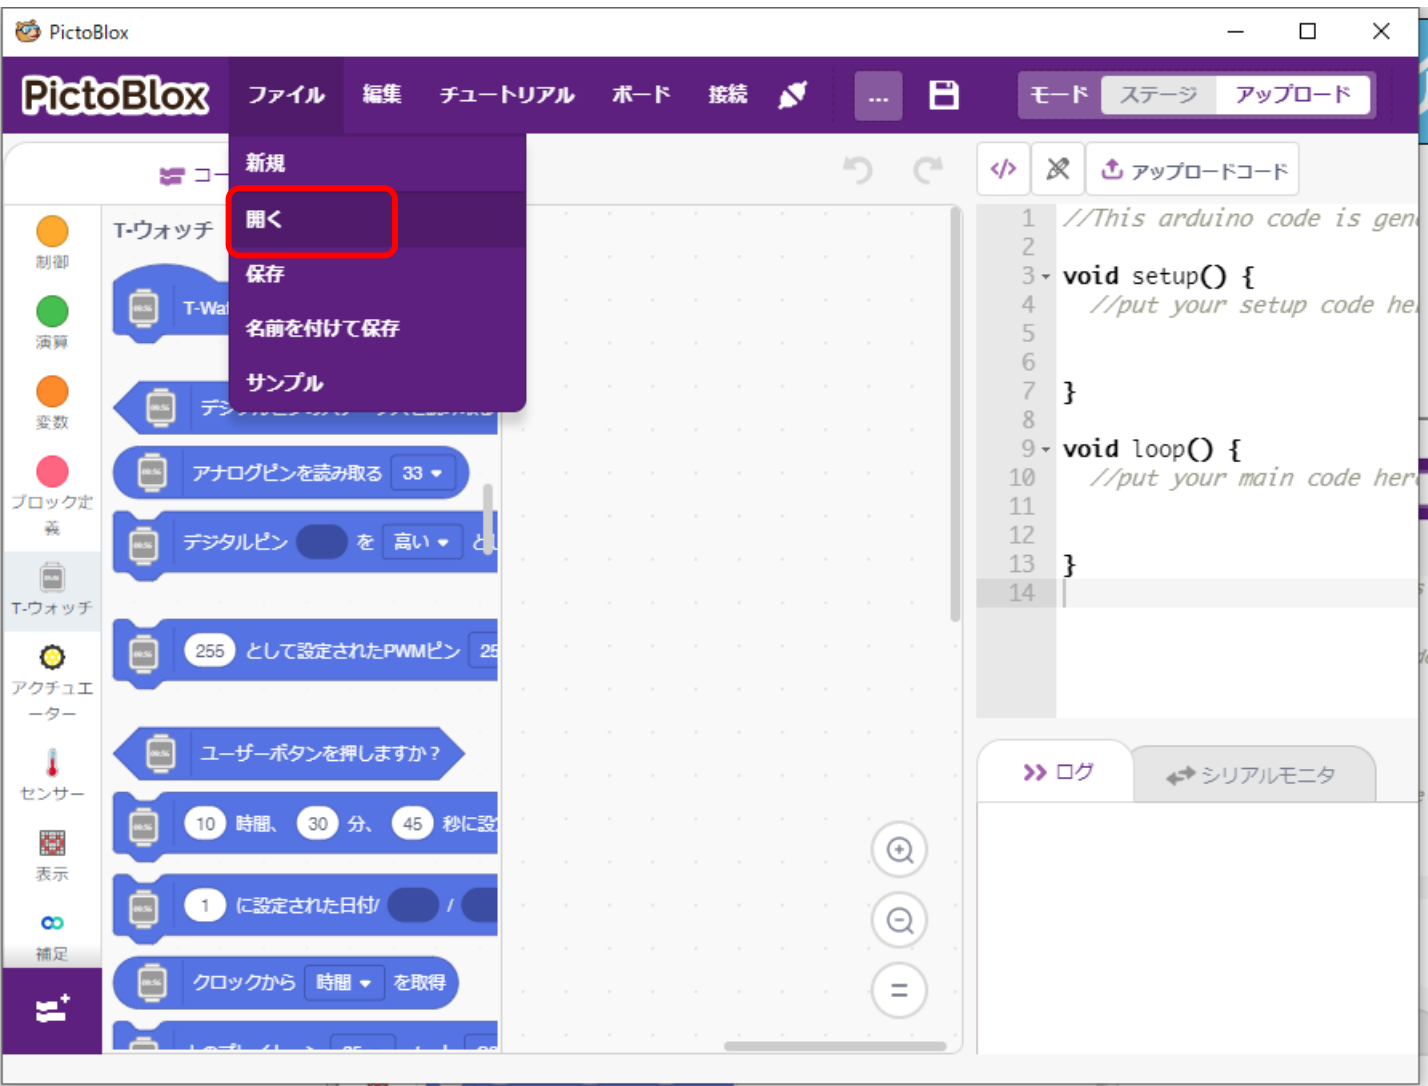 PictoBlox
PictoBlox
ファイル
編集
チュートリアル
ボード
接続
...
モード
ステージ
アップロード
新規
開く
保存
名前を付けて保存
サンプル
コー
アップロードコード
制御
演算
変数
ブロック定
義
T-ウォッチ
アクチュエ
ーター
センサー
表示
補足
T-ウォッチ
T-Wa
アナログピンを読み取る 33
デジタルピン を 高い
255 として設定されたPWMピン 25
ユーザーボタンを押しますか？
10 時間、 30 分、 45 秒に設
1 に設定された日付/ /
クロックから 時間 を取得
1 //This arduino code is gen
2
3 void setup() {
4 //put your setup code he
5
6
7 }
8
9 void loop() {
10 //put your main code her
11
12
13 }
14
ログ
シリアルモニタ